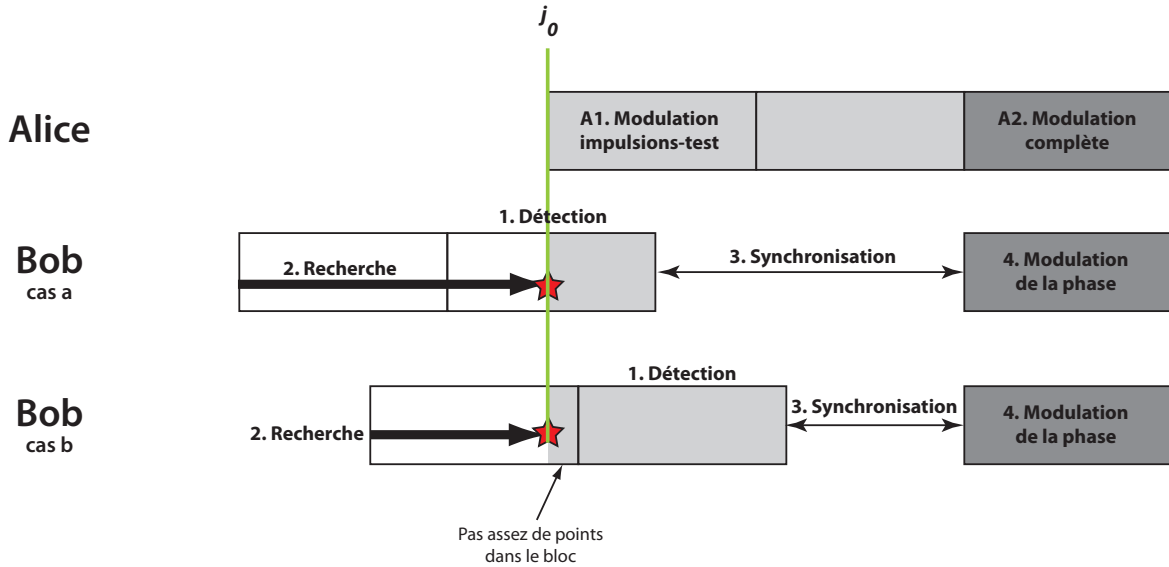 j0
Alice
A1. Modulation
impulsions-test
A2. Modulation
complète
1. Détection
Bob
cas a
2. Recherche
3. Synchronisation
4. Modulation
de la phase
1. Détection
Bob
cas b
2. Recherche
3. Synchronisation
4. Modulation
de la phase
Pas assez de points
dans le bloc